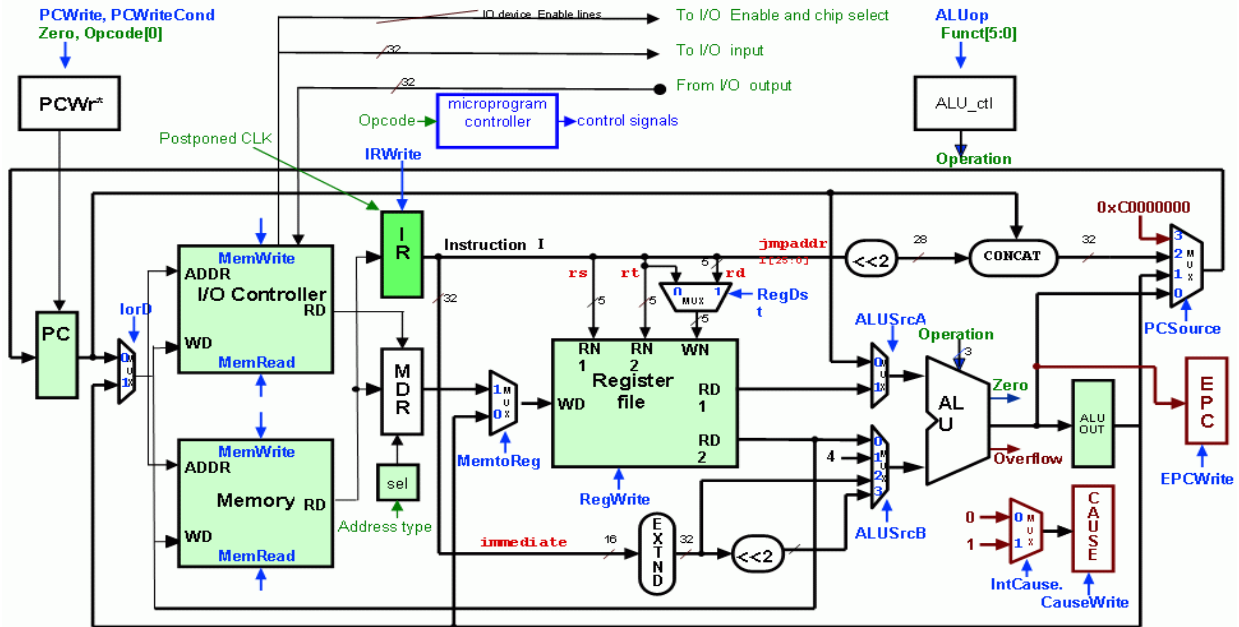 PCWrite, PCWriteCond
Zero, Opcode[0]
IO device Enable lines
To I/O Enable and chip select
32
To I/O input
32
From I/O output
ALUop
Funct[5:0]
PCWr*
Opcode
microprogram
controller
control signals
ALU_ctl
Operation
Postponed CLK
IRWrite
I
R
Instruction I
32
jmpaddr
I[25:0]
5
rs
rt
rd
5
5
0
MUX
1
5
RegDs
t
<<2
28
CONCAT
32
0xC0000000
3
2
1
0
M
U
X
PCSource
MemWrite
ADDR
I/O Controller
RD
WD
MemRead
PC
IorD
0
1
M
U
X
MemWrite
ADDR
Memory
RD
WD
MemRead
M
D
R
sel
Address type
1
0
M
U
X
MemtoReg
RN
1
RN
2
WN
Register
file
WD
RD
1
RD
2
RegWrite
ALUSrcA
0
1
M
U
X
4
0
1
2
3
M
U
X
ALUSrcB
Operation
3
AL
U
Zero
Overflow
ALU
OUT
E
P
C
EPCWrite
immediate
16
E
X
T
N
D
32
<<2
0
1
0
1
M
U
X
IntCause.
C
A
U
S
E
CauseWrite